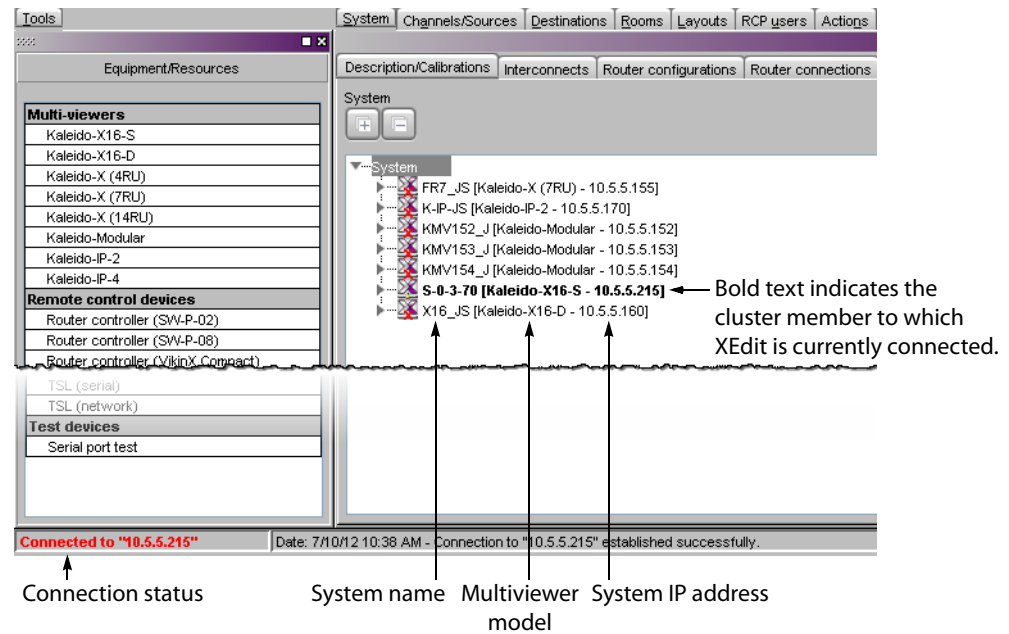 Tools
System Channels/Sources Destinations Rooms Layouts RCP users Actions
Equipment/Resources
Description/Calibrations Interconnects Router configurations Router connections
System
Multi-viewers
Kaleido-X16-S
Kaleido-X16-D
Kaleido-X (4RU)
Kaleido-X (7RU)
Kaleido-X (14RU)
Kaleido-Modular
Kaleido-IP-2
Kaleido-IP-4
Remote control devices
Router controller (SW-P-02)
Router controller (SW-P-08)
Router controller (VikinX Compact)
TSL (serial)
TSL (network)
Test devices
Serial port test
System
FR7_JS [Kaleido-X (7RU) - 10.5.5.155]
K-IP-JS [Kaleido-IP-2 - 10.5.5.170]
KMV152_J [Kaleido-Modular - 10.5.5.152]
KMV153_J [Kaleido-Modular - 10.5.5.153]
KMV154_J [Kaleido-Modular - 10.5.5.154]
S-0-3-70 [Kaleido-X16-S - 10.5.5.215]
X16_JS [Kaleido-X16-D - 10.5.5.160]
Bold text indicates the
cluster member to which
XEdit is currently connected.
Connected to "10.5.5.215"
Date: 7/10/12 10:38 AM - Connection to "10.5.5.215" established successfully.
Connection status
System name
Multiviewer
model
System IP address